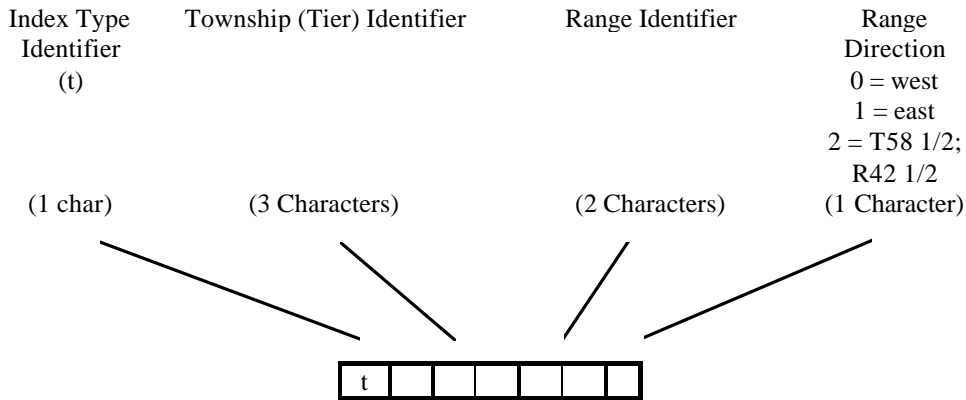 Index Type Township (Tier) Identifier Range Identifier Range
Identifier Direction
(t) 0 = west
1 = east
2 = T58 1/2;
R42 1/2
(1 char) (3 Characters) (2 Characters) (1 Character)
t